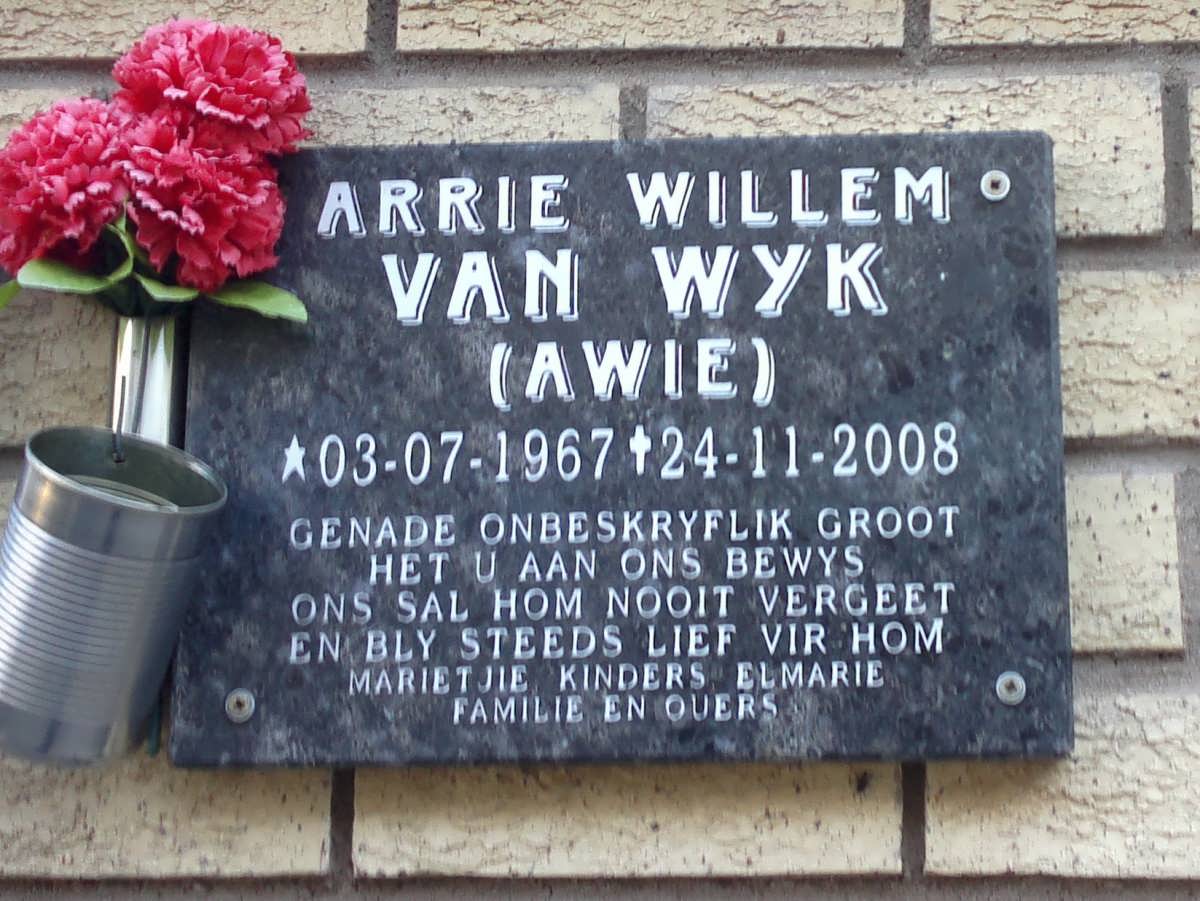 ARRIE WILLEM
VAN WYK
(AWIE)
★03-07-1967 ✝24-11-2008
GENADE ONBESKRYFLIK GROOT
HET U AAN ONS BEWYS
ONS SAL HOM NOOIT VERGEET
EN BLY STEEDS LIEF VIR HOM
MARIETJIE KINDERS ELMARIE
FAMILIE EN OUERS